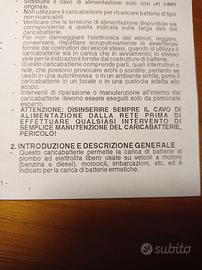 Sostituire il cavo di alimentazione solo con un cavo
originale.
Non utilizzare il caricabatterie per ricaricare batterie di tipo
non ricaricabili.
Verificare che la tensione di alimentazione disponibile sia
corrispondente a quella indicata sulla targa dati del
caricabatterie.
Per non danneggiare l'elettronica dei veicoli, leggere,
conservare, rispettare scrupolosamente le avvertenze
fornite dai costruttori dei veicoli stessi, quando si utilizza il
caricabatterie sia in carica che in avviamento; lo stesso
vale per le indicazioni fornite dal costruttore di batterie.
Questo caricabatterie comprende parti, quali interruttori o
relè, che possono provocare archi o scintille; pertanto se
usato in una autorimessa o in un ambiente simile, porre il
caricabatterie in un locale o in una custodia adatta allo
scopo.
Interventi di riparazione o manutenzione all'interno del
caricabatterie devono essere eseguiti solo da personale
esperto.
ATTENZIONE: DISINSERIRE SEMPRE IL CAVO DI
ALIMENTAZIONE DALLA RETE PRIMA DI
EFFETTUARE QUALSIASI INTERVENTO DI
SEMPLICE MANUTENZIONE DEL CARICABATTERIE,
PERICOLO!
2. INTRODUZIONE E DESCRIZIONE GENERALE
- Questo caricabatterie permette la carica di batterie al
piombo ad elettrolita libero usate su veicoli a motore
(benzina e diesel), motocicli, imbarcazioni, etc. ed è
indicato per la carica di batterie ermetiche.
subito